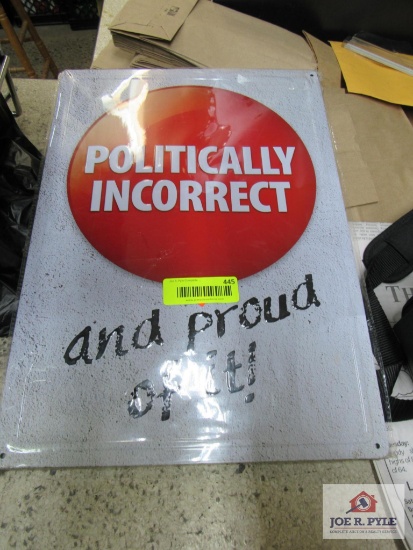 POLITICALLY
INCORRECT
445
and proud
of it!
JOE R. PYLE